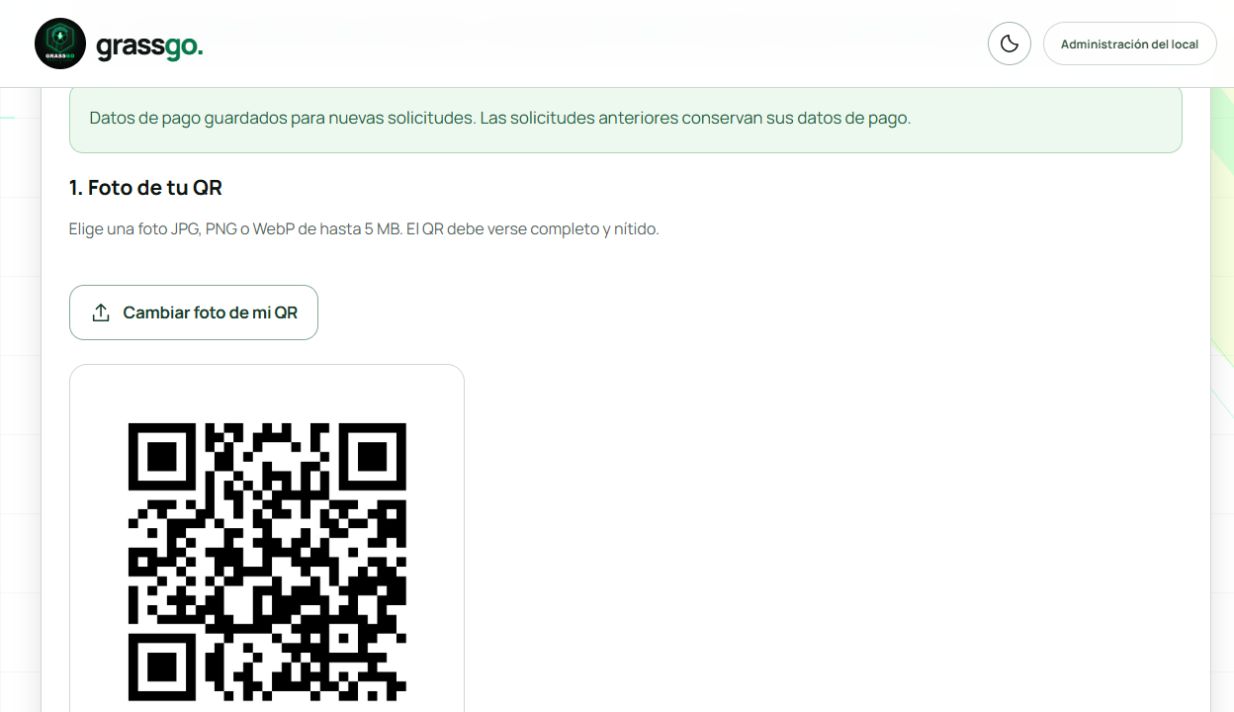 GRASSGO
grassgo.
Administración del local
Datos de pago guardados para nuevas solicitudes. Las solicitudes anteriores conservan sus datos de pago.
1. Foto de tu QR
Elige una foto JPG, PNG o WebP de hasta 5 MB. El QR debe verse completo y nítido.
Cambiar foto de mi QR